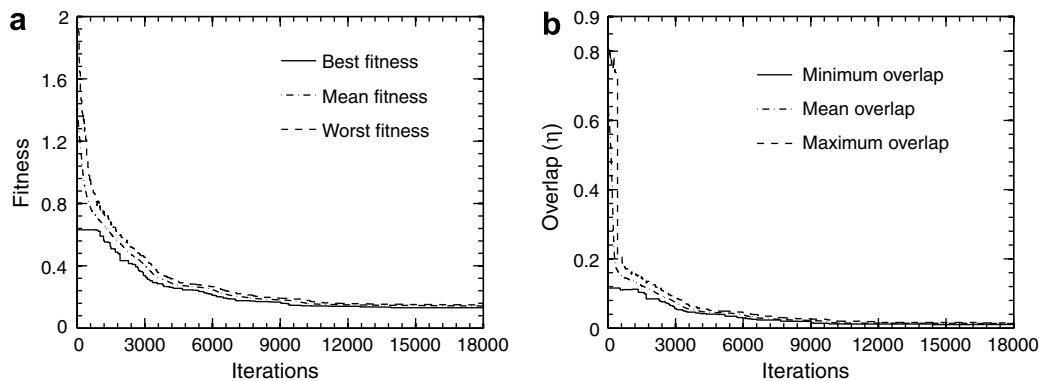 a
2
1.6
1.2
0.8
0.4
0
Fitness
Best fitness
Mean fitness
Worst fitness
0 3000 6000 9000 12000 15000 18000
Iterations
b
0.9
0.8
0.6
0.4
0.2
0
Overlap (η)
Minimum overlap
Mean overlap
Maximum overlap
0 3000 6000 9000 12000 15000 18000
Iterations